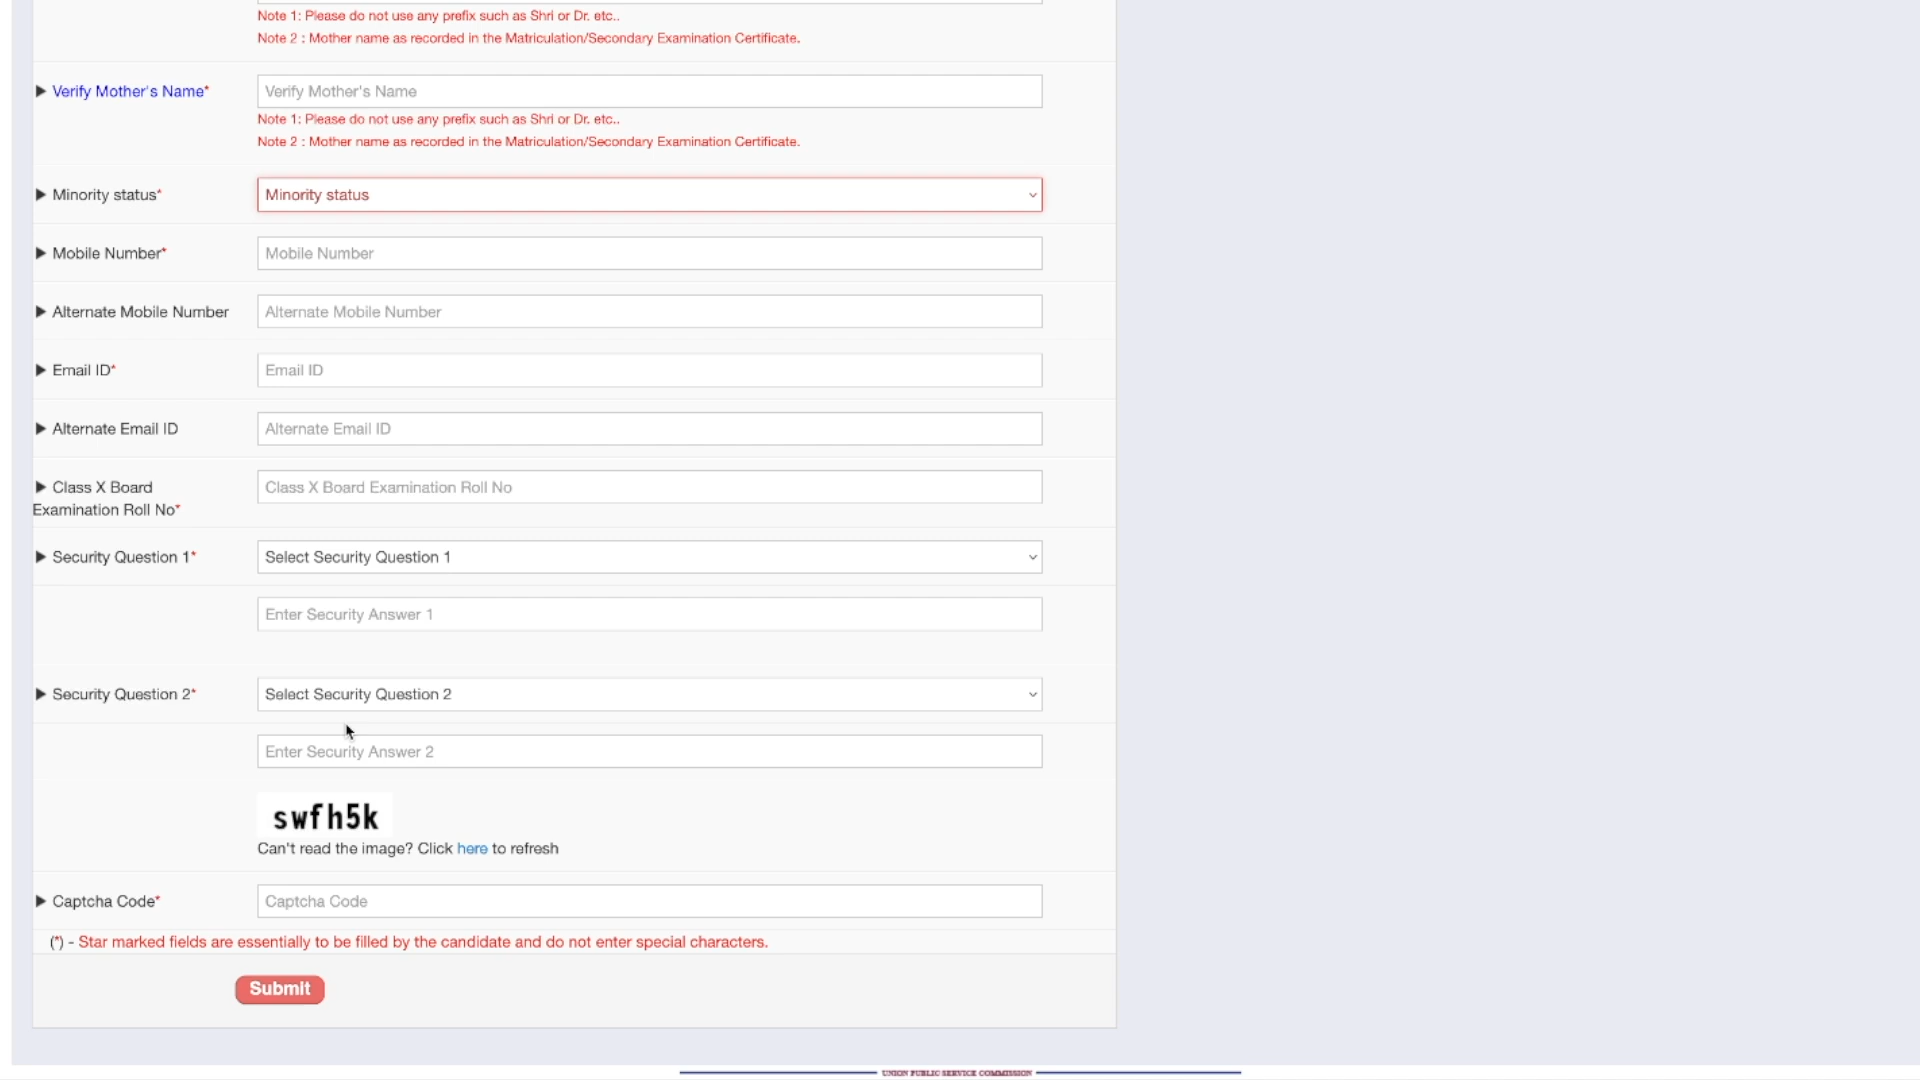 Note 1: Please do not use any prefix such as Shri or Dr. etc..
Note 2 : Mother name as recorded in the Matriculation/Secondary Examination Certificate.
Verify Mother's Name* Verify Mother's Name
Note 1: Please do not use any prefix such as Shri or Dr. etc..
Note 2 : Mother name as recorded in the Matriculation/Secondary Examination Certificate.
Minority status* Minority status
Mobile Number* Mobile Number
Alternate Mobile Number Alternate Mobile Number
Email ID* Email ID
Alternate Email ID Alternate Email ID
Class X Board Class X Board Examination Roll No
Examination Roll No*
Security Question 1* Select Security Question 1
Enter Security Answer 1
Security Question 2* Select Security Question 2
Enter Security Answer 2
swfh5k
Can't read the image? Click here to refresh
Captcha Code* Captcha Code
(*) - Star marked fields are essentially to be filled by the candidate and do not enter special characters.
Submit
UNION PUBLIC SERVICE COMMISSION